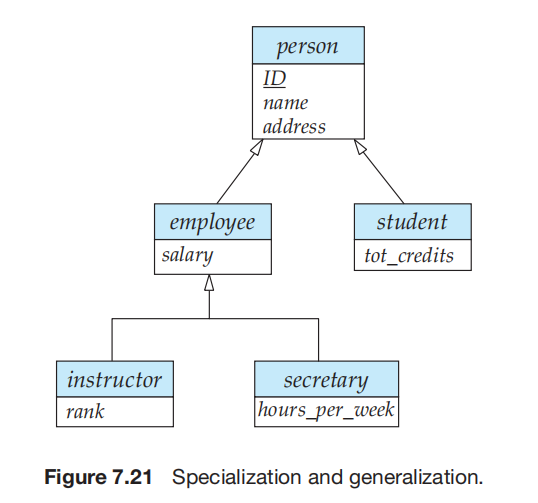 person
ID
name
address
employee
student
salary
tot_credits
instructor
secretary
rank
hours_per_week
Figure 7.21 Specialization and generalization.